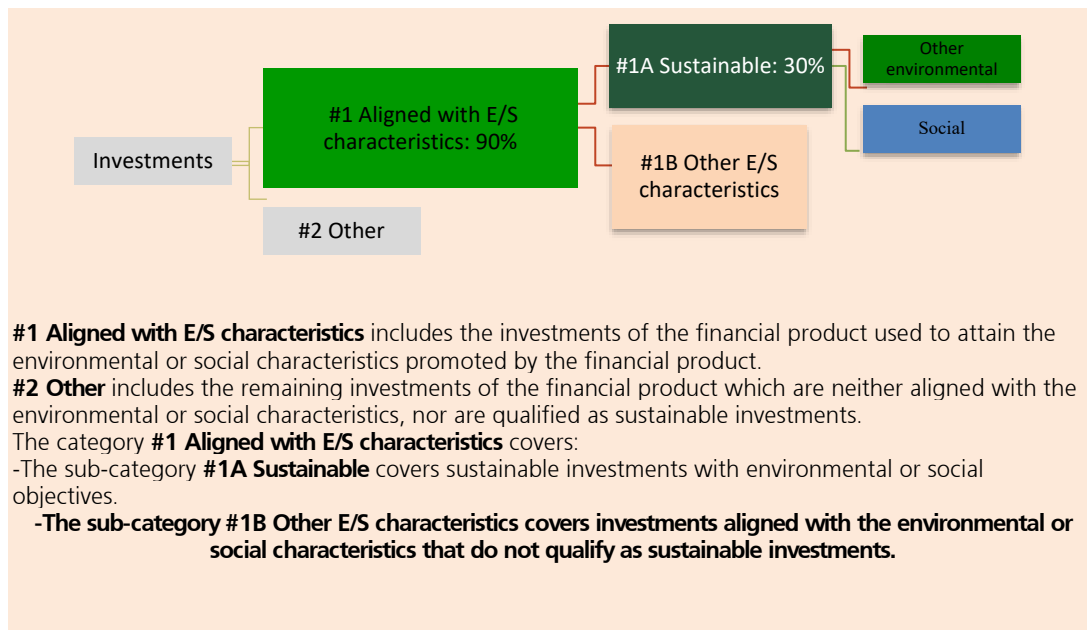 #1A Sustainable: 30%
Other
environmental
#1 Aligned with E/S
characteristics: 90%
Social
Investments
#1B Other E/S
characteristics
#2 Other
#1 Aligned with E/S characteristics includes the investments of the financial product used to attain the
environmental or social characteristics promoted by the financial product.
#2 Other includes the remaining investments of the financial product which are neither aligned with the
environmental or social characteristics, nor are qualified as sustainable investments.
The category #1 Aligned with E/S characteristics covers:
-The sub-category #1A Sustainable covers sustainable investments with environmental or social
objectives.
-The sub-category #1B Other E/S characteristics covers investments aligned with the environmental or
social characteristics that do not qualify as sustainable investments.